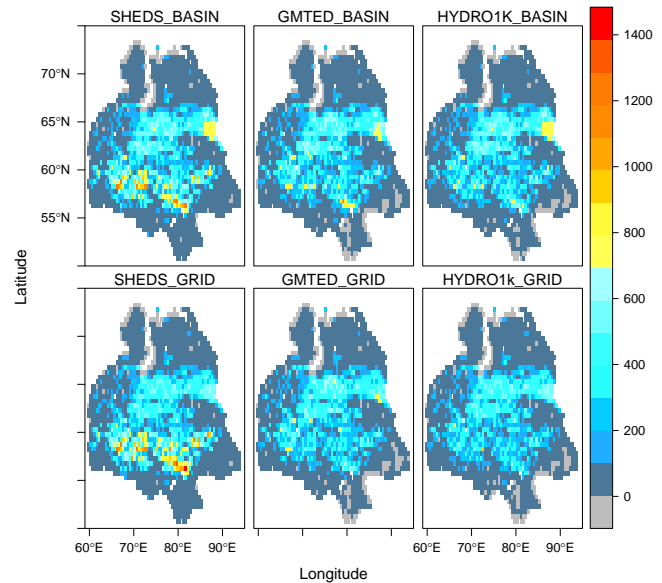 SHEDS_BASIN GMTED_BASIN HYDRO1K_BASIN
1400
70°N
1200
65°N
1000
60°N
800
55°N
SHEDS_GRID GMTED_GRID HYDRO1k_GRID
600
Latitude
400
200
0
60°E 70°E 80°E 90°E 60°E 70°E 80°E 90°E
Longitude